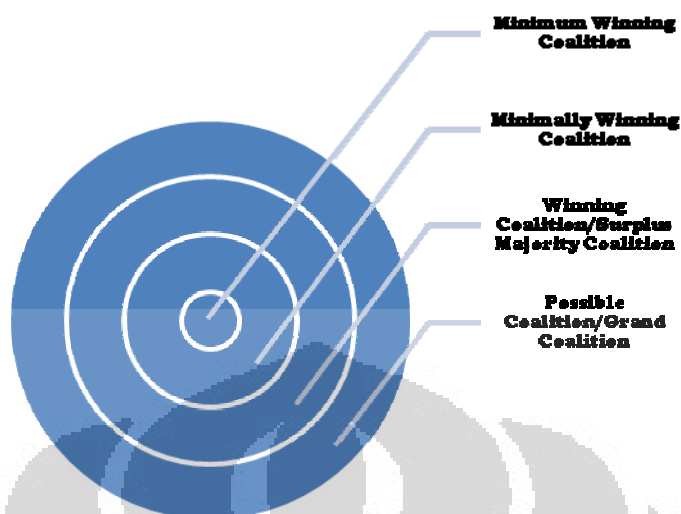 Minimum Winning
Coalition
Minimally Winning
Coalition
Winning
Coalition/Surplus
Majority Coalition
Possible
Coalition/Grand
Coalition